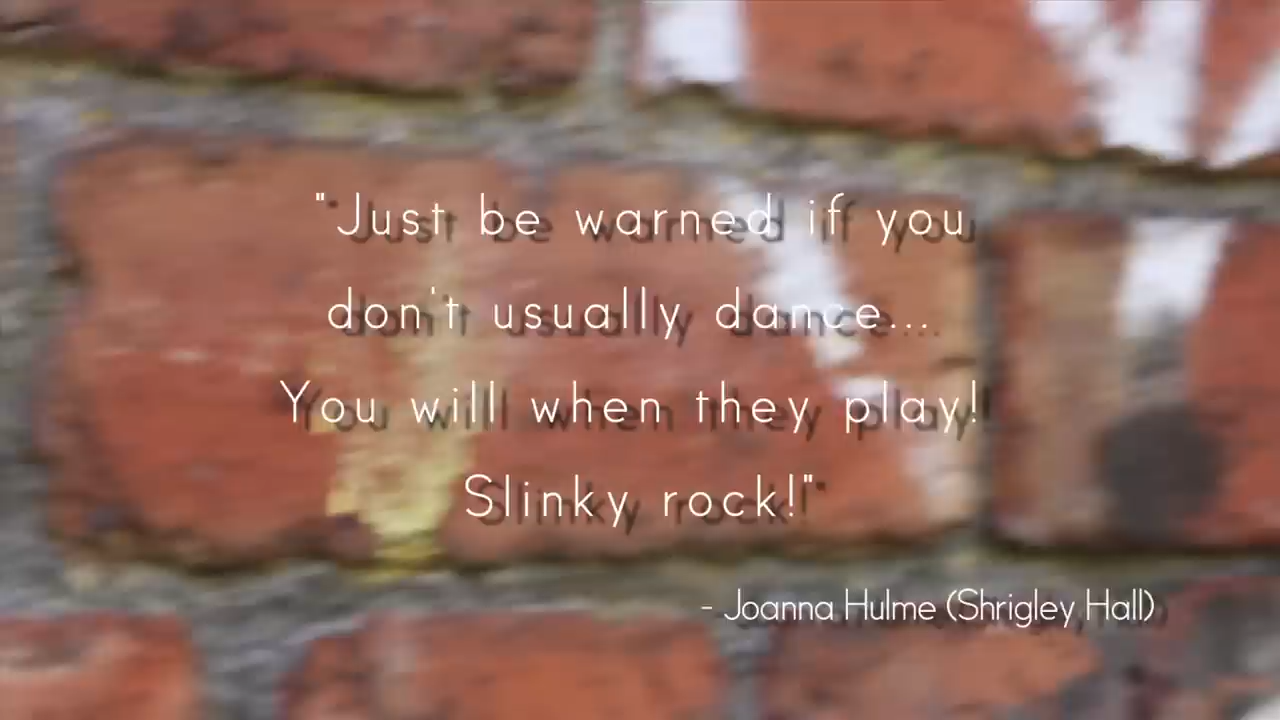 "Just be warned if you
don't usually dance...
You will when they play!
Slinky rock!"
- Joanna Hulme (Shrigley Hall)